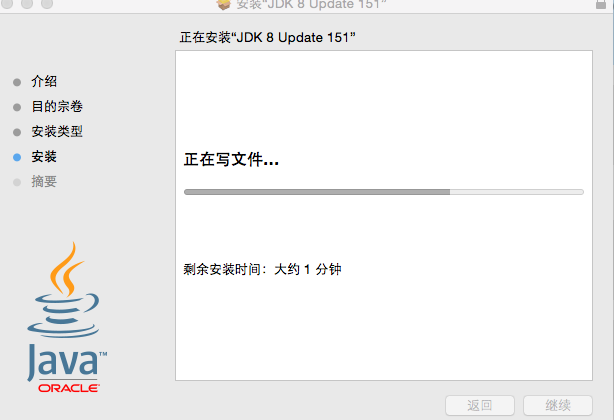 安装“JDK 8 Update 151”
正在安装“JDK 8 Update 151”
介绍
目的宗卷
安装类型
安装
摘要
正在写文件...
剩余安装时间：大约 1 分钟
Java™
ORACLE
返回
继续